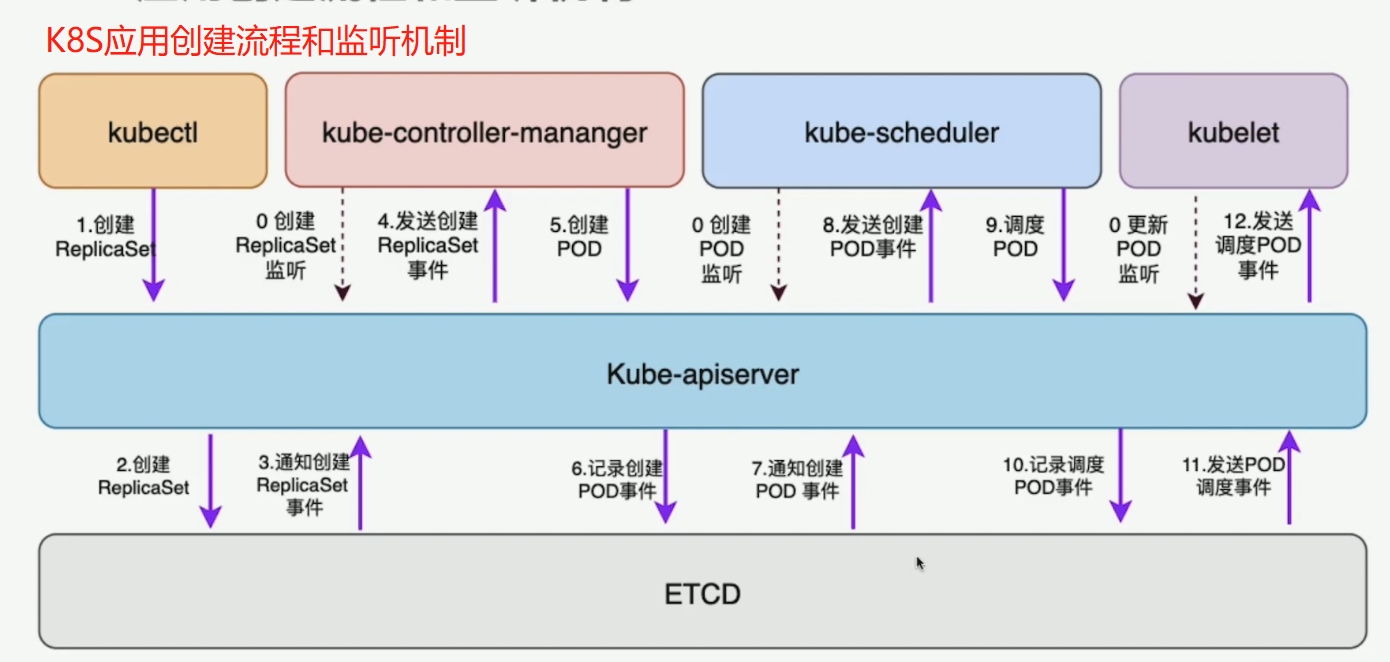 K8S应用创建流程和监听机制
kubectl
kube-controller-mananger
kube-scheduler
kubelet
1.创建
ReplicaSet
0 创建
ReplicaSet
监听
4.发送创建
ReplicaSet
事件
5.创建
POD
0 创建
POD
监听
8.发送创建
POD事件
9.调度
POD
0 更新
POD
监听
12.发送
调度POD
事件
Kube-apiserver
2.创建
ReplicaSet
3.通知创建
ReplicaSet
事件
6.记录创建
POD事件
7.通知创建
POD 事件
10.记录调度
POD事件
11.发送POD
调度事件
ETCD